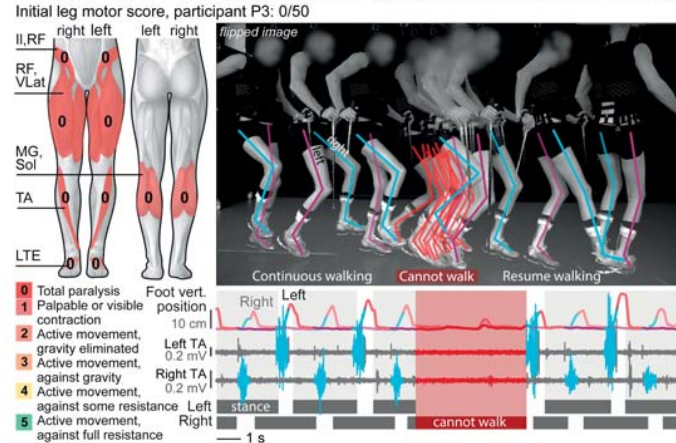 Initial leg motor score, participant P3: 0/50
right left
left right
II,RF
RF,
VLat
MG,
Sol
TA
LTE
0 0
0 0
0 0
0 0
0 0
0 Total paralysis
1 Palpable or visible
contraction
2 Active movement,
gravity eliminated
3 Active movement,
against gravity
4 Active movement,
against some resistance
5 Active movement,
against full resistance
flipped image
left
right
Continuous walking
Cannot walk
Resume walking
Foot vert.
position
10 cm
Right
Left
Left TA
0.2 mV
Right TA
0.2 mV
Left
Right
stance
cannot walk
1 s